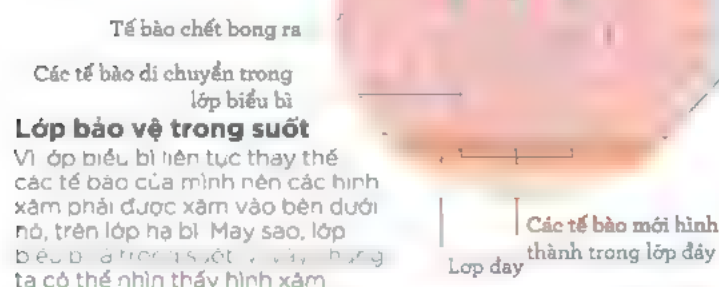 Tế bào chết bong ra
Các tế bào di chuyển trong
lớp biểu bì
Lớp bảo vệ trong suốt
Vì lớp biểu bì liên tục thay thế
các tế bào của mình nên các hình
xăm phải được xăm vào bên dưới
nó, trên lớp hạ bì. May sao, lớp
ta có thể nhìn thấy hình xăm
Các tế bào mới hình
thành trong lớp đáy
Lớp đáy